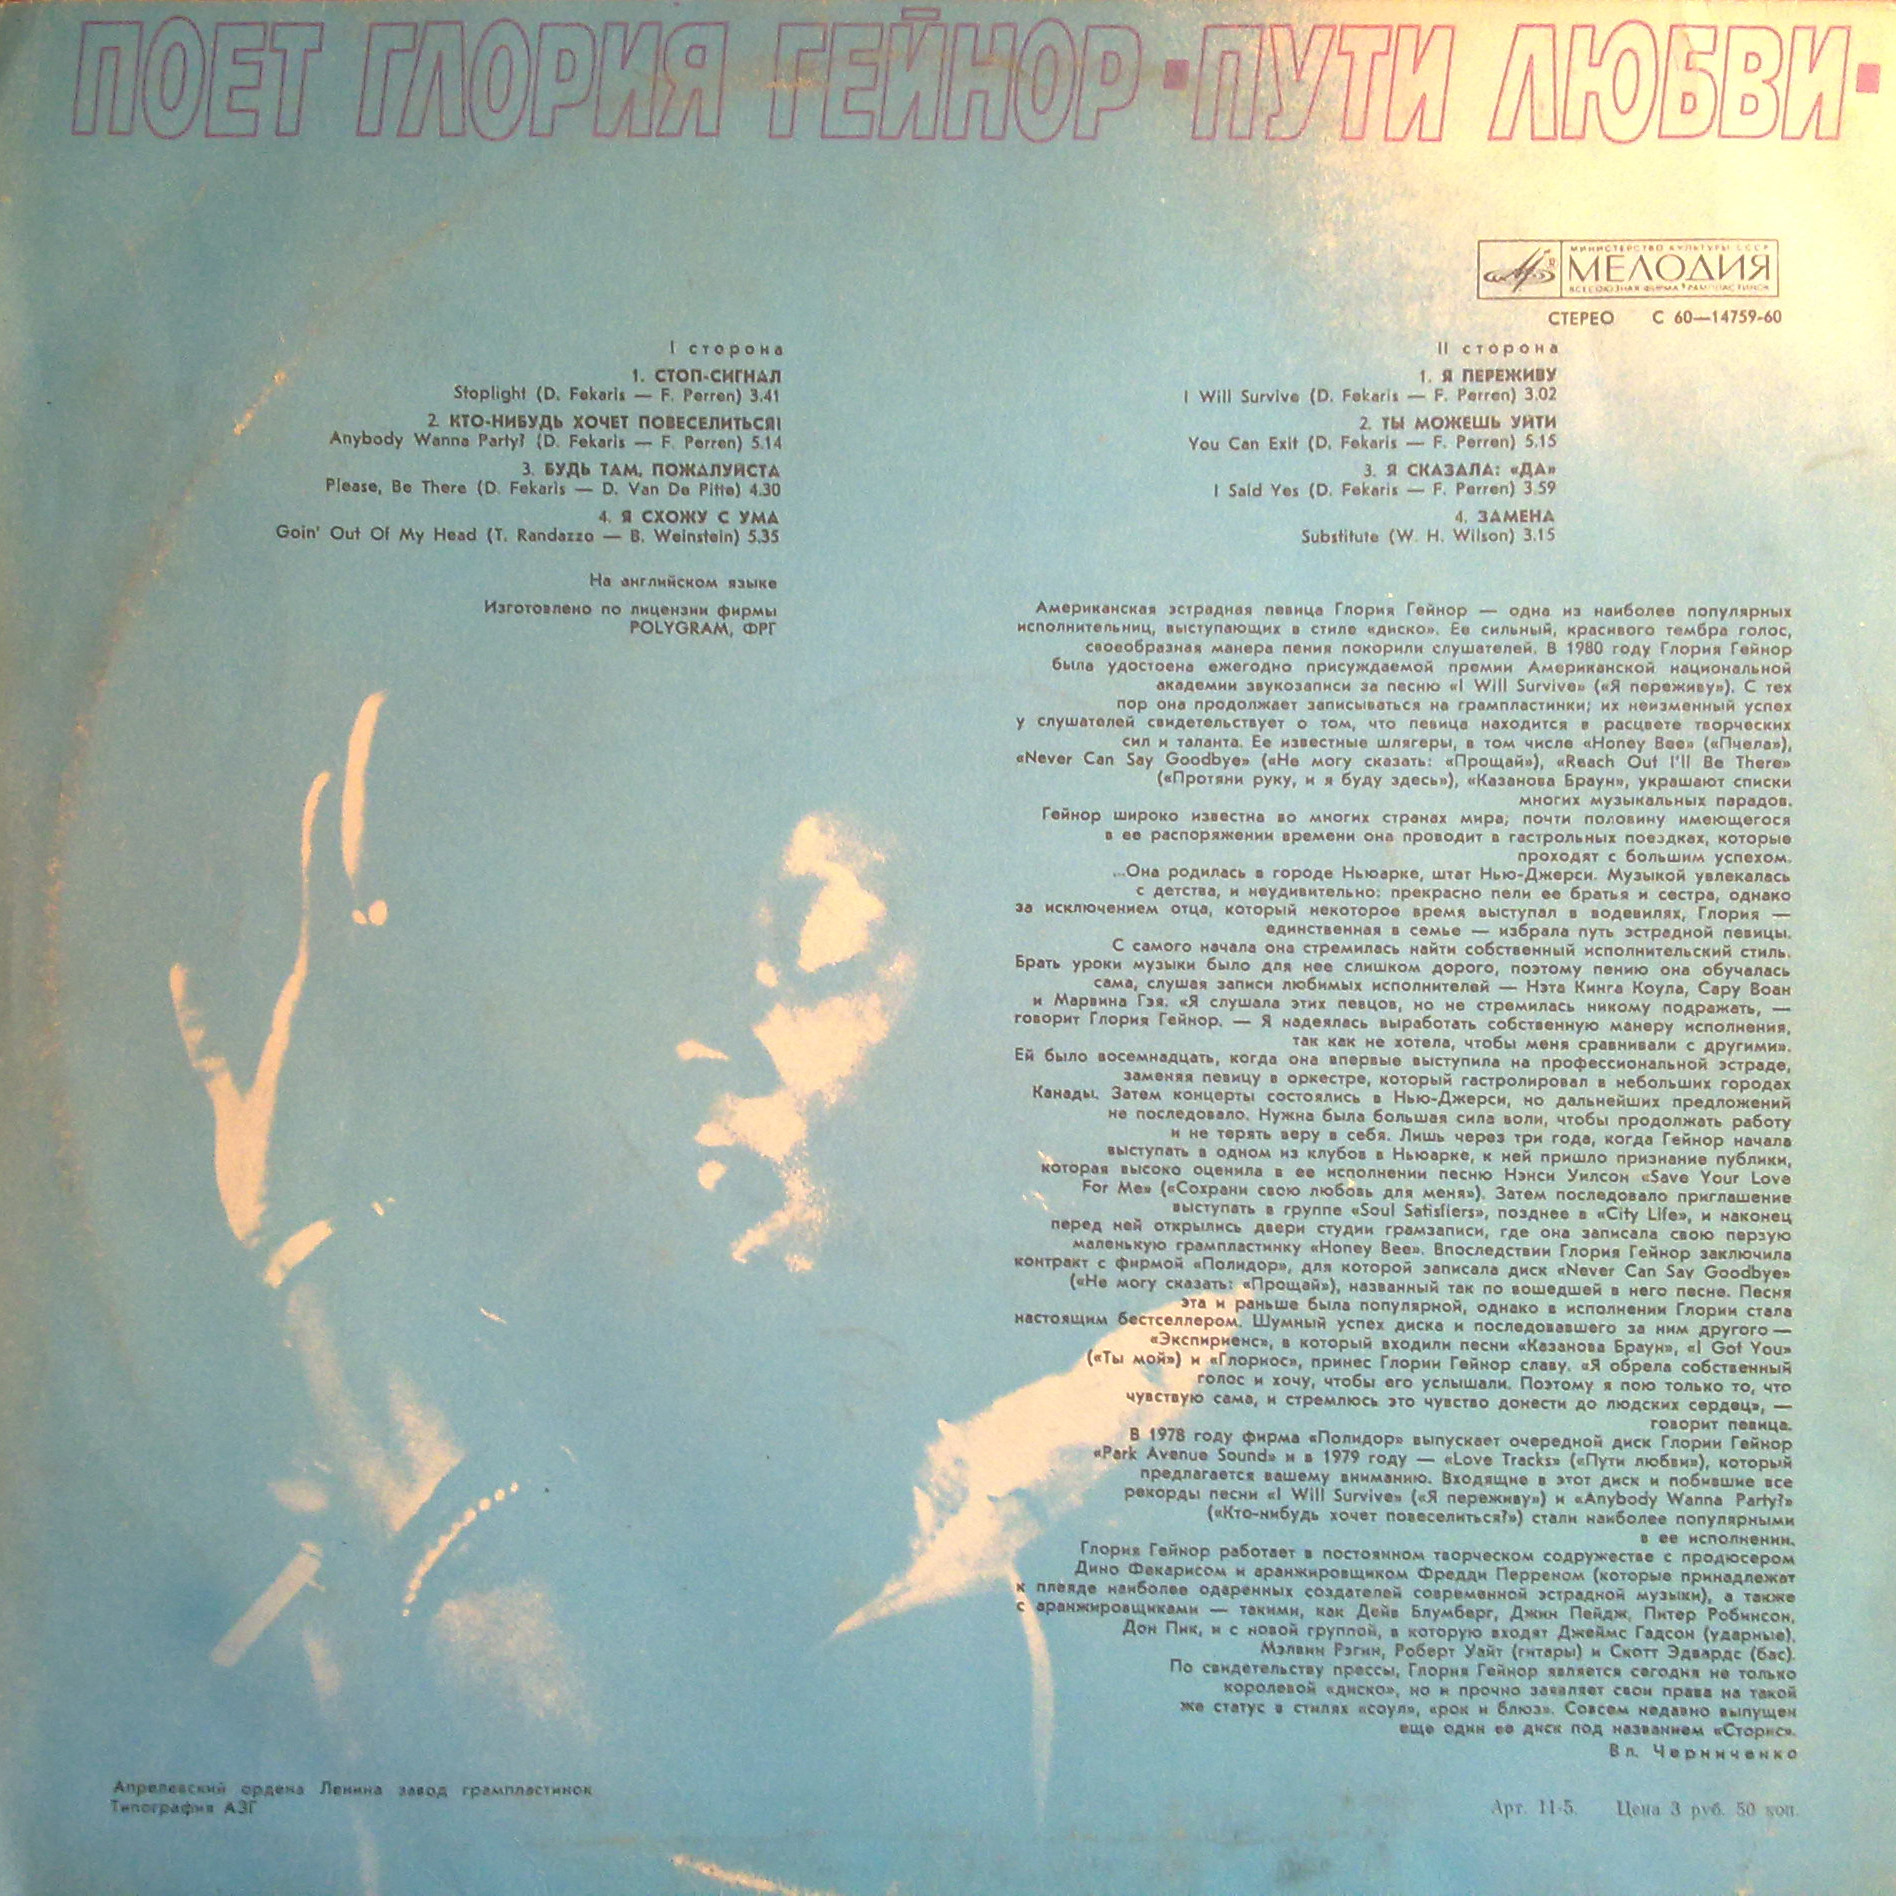 ПОЕТ ГЛОРИЯ ГЕЙНОР ▪ ПУТИ ЛЮБВИ ▪
МИНИСТЕРСТВО КУЛЬТУРЫ СССР
МЕЛОДИЯ
ВСЕСОЮЗНАЯ ФИРМА ГРАМПЛАСТИНОК
СТЕРЕО С 60—14759-60
I сторона
1. СТОП-СИГНАЛ
Stoplight (D. Fekaris — F. Perren) 3.41
2. КТО-НИБУДЬ ХОЧЕТ ПОВЕСЕЛИТЬСЯ!
Anybody Wanna Party? (D. Fekaris — F. Perren) 5.14
3. БУДЬ ТАМ, ПОЖАЛУЙСТА
Please, Be There (D. Fekaris — D. Van De Pitte) 4.30
4. Я СХОЖУ С УМА
Goin' Out Of My Head (T. Randazzo — B. Weinstein) 5.35
На английском языке
Изготовлено по лицензии фирмы
POLYGRAM, ФРГ
II сторона
1. Я ПЕРЕЖИВУ
I Will Survive (D. Fekaris — F. Perren) 3.02
2. ТЫ МОЖЕШЬ УЙТИ
You Can Exit (D. Fekaris — F. Perren) 5.15
3. Я СКАЗАЛА: «ДА»
I Said Yes (D. Fekaris — F. Perren) 3.59
4. ЗАМЕНА
Substitute (W. H. Wilson) 3.15
Американская эстрадная певица Глория Гейнор — одна из наиболее популярных
исполнительниц, выступающих в стиле «диско». Ее сильный, красивого тембра голос,
своеобразная манера пения покорили слушателей. В 1980 году Глория Гейнор
была удостоена ежегодно присуждаемой премии Американской национальной
академии звукозаписи за песню «I Will Survive» («Я переживу»). С тех
пор она продолжает записываться на грампластинки; их неизменный успех
у слушателей свидетельствует о том, что певица находится в расцвете творческих
сил и таланта. Ее известные шлягеры, в том числе «Honey Bee» («Пчела»),
«Never Can Say Goodbye» («Не могу сказать: «Прощай»), «Reach Out I'll Be There»
(«Протяни руку, и я буду здесь»), «Казанова Браун», украшают списки
многих музыкальных парадов.
Гейнор широко известна во многих странах мира; почти половину имеющегося
в ее распоряжении времени она проводит в гастрольных поездках, которые
проходят с большим успехом.
...Она родилась в городе Ньюарке, штат Нью-Джерси. Музыкой увлекалась
с детства, и неудивительно: прекрасно пели ее братья и сестра, однако
за исключением отца, который некоторое время выступал в водевилях, Глория —
единственная в семье — избрала путь эстрадной певицы.
С самого начала она стремилась найти собственный исполнительский стиль.
Брать уроки музыки было для нее слишком дорого, поэтому пению она обучалась
сама, слушая записи любимых исполнителей — Нэта Кинга Коула, Сару Воан
и Марвина Гэя. «Я слушала этих певцов, но не стремилась никому подражать, —
говорит Глория Гейнор. — Я надеялась выработать собственную манеру исполнения,
так как не хотела, чтобы меня сравнивали с другими».
Ей было восемнадцать, когда она впервые выступила на профессиональной эстраде,
заменяя певицу в оркестре, который гастролировал в небольших городах
Канады. Затем концерты состоялись в Нью-Джерси, но дальнейших предложений
не последовало. Нужна была большая сила воли, чтобы продолжать работу
и не терять веру в себя. Лишь через три года, когда Гейнор начала
выступать в одном из клубов в Ньюарке, к ней пришло признание публики,
которая высоко оценила в ее исполнении песню Нэнси Уилсон «Save Your Love
For Me» («Сохрани свою любовь для меня»). Затем последовало приглашение
выступать в группе «Soul Satisfiers», позднее в «City Life», и наконец
перед ней открылись двери студии грамзаписи, где она записала свою первую
маленькую грампластинку «Honey Bee». Впоследствии Глория Гейнор заключила
контракт с фирмой «Полидор», для которой записала диск «Never Can Say Goodbye»
(«Не могу сказать: «Прощай»), названный так по вошедшей в него песне. Песня
эта и раньше была популярной, однако в исполнении Глории стала
настоящим бестселлером. Шумный успех диска и последовавшего за ним другого —
«Экспириенс», в который входили песни «Казанова Браун», «I Got You»
(«Ты мой») и «Глориос», принес Глории Гейнор славу. «Я обрела собственный
голос и хочу, чтобы его услышали. Поэтому я пою только то, что
чувствую сама, и стремлюсь это чувство донести до людских сердец», —
говорит певица.
В 1978 году фирма «Полидор» выпускает очередной диск Глории Гейнор
«Park Avenue Sound» и в 1979 году — «Love Tracks» («Пути любви»), который
предлагается вашему вниманию. Входящие в этот диск и побившие все
рекорды песни «I Will Survive» («Я переживу») и «Anybody Wanna Party?»
(«Кто-нибудь хочет повеселиться?») стали наиболее популярными
в ее исполнении.
Глория Гейнор работает в постоянном творческом содружестве с продюсером
Дино Факарисом и аранжировщиком Фредди Перреном (которые принадлежат
к плеяде наиболее одаренных создателей современной эстрадной музыки), а также
с аранжировщиками — такими, как Дейв Блумберг, Джин Пейдж, Питер Робинсон,
Дон Пик, и с новой группой, в которую входят Джеймс Гадсон (ударные),
Мэлвин Рэгин, Роберт Уайт (гитары) и Скотт Эдвардс (бас).
По свидетельству прессы, Глория Гейнор является сегодня не только
королевой «диско», но и прочно заявляет свои права на такой
же статус в стилях «соул», «рок и блюз». Совсем недавно выпущен
еще один ее диск под названием «Сторис».
Вл. Черниченко
Апрелевский ордена Ленина завод грампластинок
Типография АЗГ
Арт. 11-5. Цена 3 руб. 50 коп.